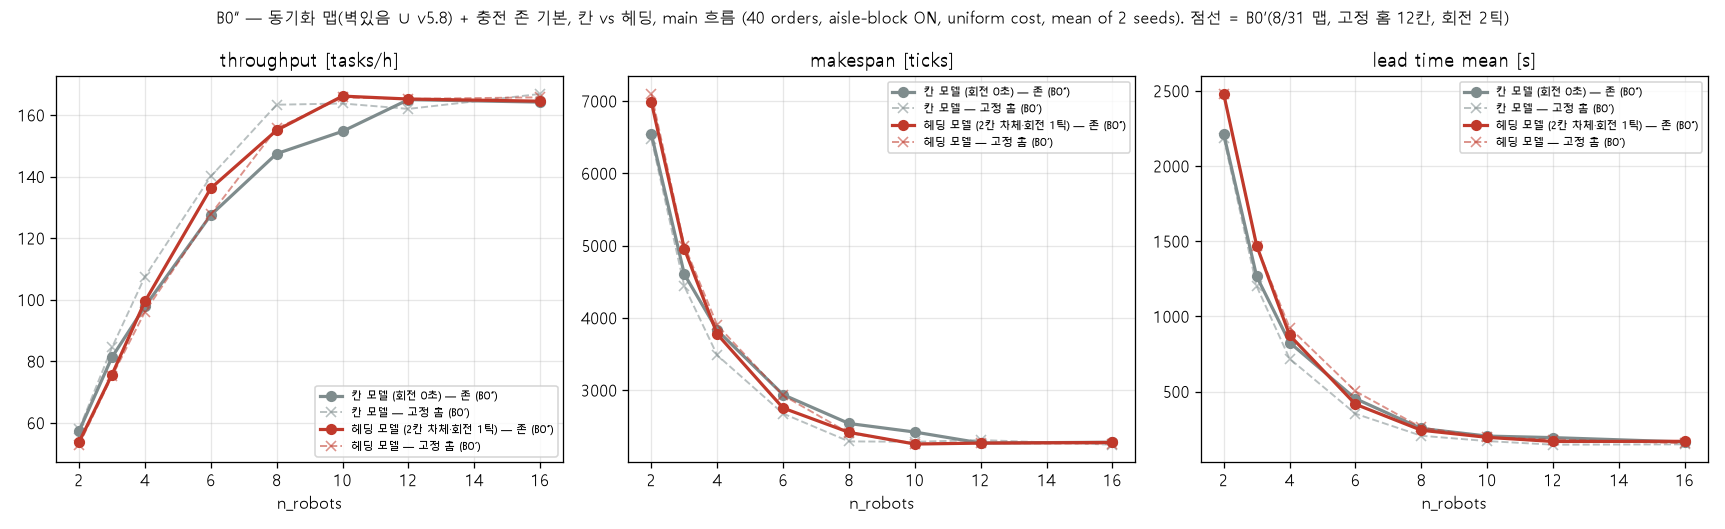 B0″ — 동기화 맵(벽있음 ∪ v5.8) + 충전 존 기본, 칸 vs 헤딩, main 흐름 (40 orders, aisle-block ON, uniform cost, mean of 2 seeds). 점선 = B0′(8/31 맵, 고정 홈 12칸, 회전 2틱)
throughput [tasks/h]
160
140
120
100
80
60
칸 모델 (회전 0초) — 존 (B0″)
칸 모델 — 고정 홈 (B0′)
헤딩 모델 (2칸 차체·회전 1틱) — 존 (B0″)
헤딩 모델 — 고정 홈 (B0′)
2 4 6 8 10 12 14 16
n_robots
makespan [ticks]
7000
6000
5000
4000
3000
칸 모델 (회전 0초) — 존 (B0″)
칸 모델 — 고정 홈 (B0′)
헤딩 모델 (2칸 차체·회전 1틱) — 존 (B0″)
헤딩 모델 — 고정 홈 (B0′)
2 4 6 8 10 12 14 16
n_robots
lead time mean [s]
2500
2000
1500
1000
500
칸 모델 (회전 0초) — 존 (B0″)
칸 모델 — 고정 홈 (B0′)
헤딩 모델 (2칸 차체·회전 1틱) — 존 (B0″)
헤딩 모델 — 고정 홈 (B0′)
2 4 6 8 10 12 14 16
n_robots